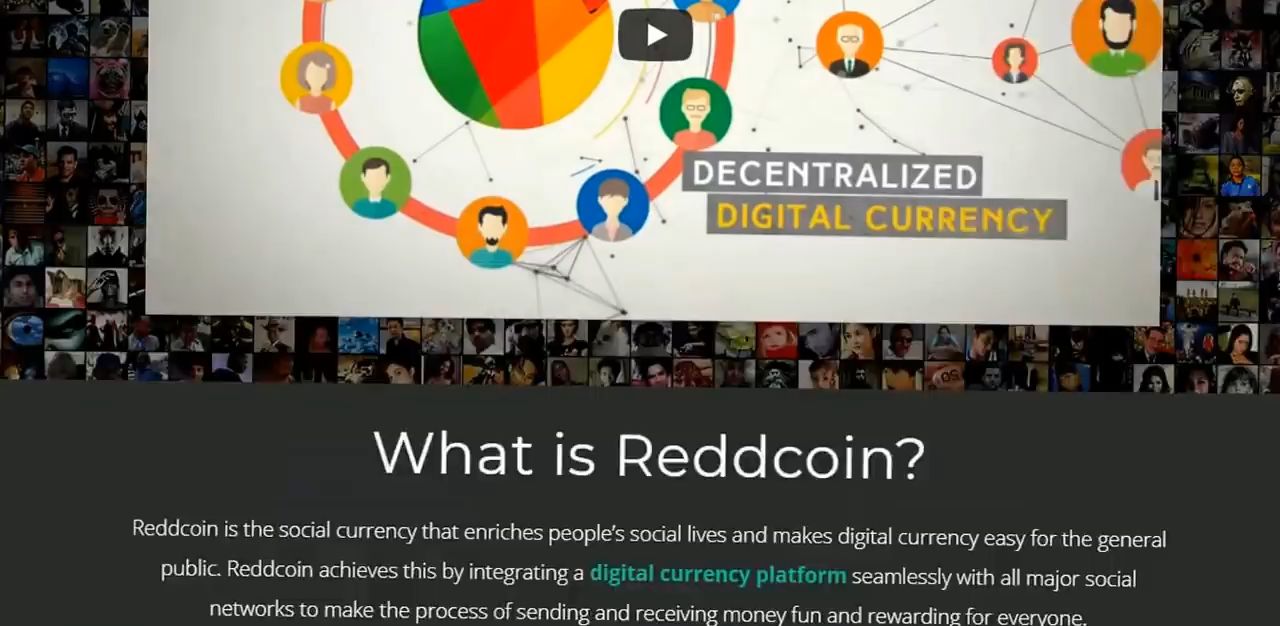 DECENTRALIZED
DIGITAL CURRENCY
What is Reddcoin?
Reddcoin is the social currency that enriches people's social lives and makes digital currency easy for the general
public. Reddcoin achieves this by integrating a digital currency platform seamlessly with all major social
networks to make the process of sending and receiving money fun and rewarding for everyone.